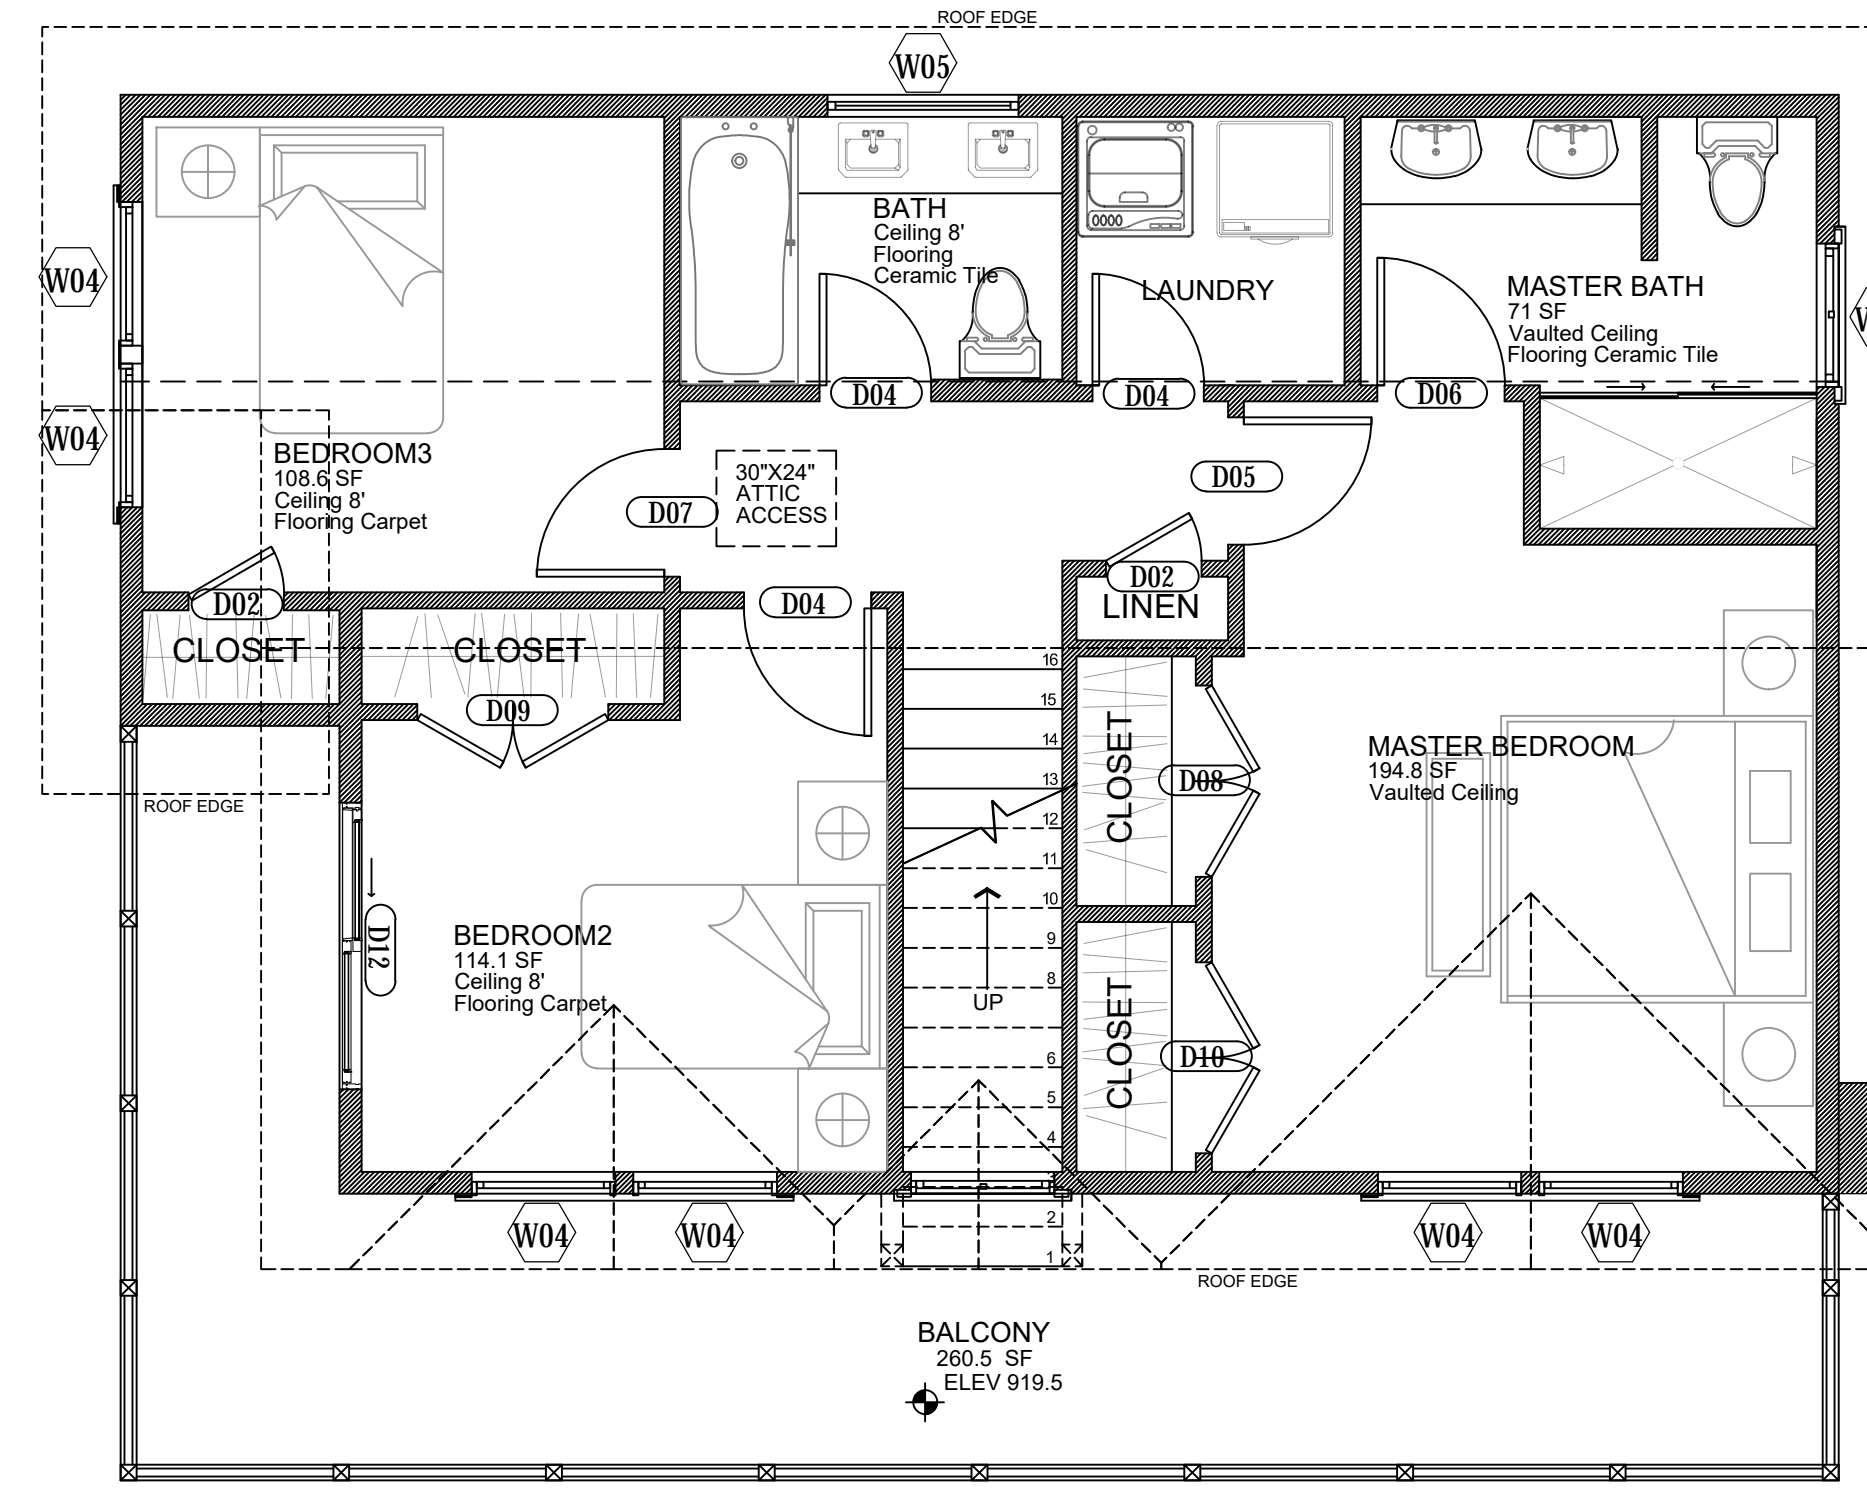 ROOF EDGE
W05
BATH
Ceiling 8'
Flooring
Ceramic Tile
LAUNDRY
MASTER BATH
71 SF
Vaulted Ceiling
Flooring Ceramic Tile
W04
W04
D04
D04
D06
BEDROOM3
108.6 SF
Ceiling 8'
Flooring Carpet
30"X24"
ATTIC
ACCESS
D05
D07
D02
D04
D02
LINEN
CLOSET
CLOSET
D09
16
15
14
13
12
11
10
9
8
6
5
4
2
1
UP
CLOSET
D08
MASTER BEDROOM
194.8 SF
Vaulted Ceiling
ROOF EDGE
D12
BEDROOM2
114.1 SF
Ceiling 8'
Flooring Carpet
CLOSET
D10
W04
W04
W04
W04
ROOF EDGE
BALCONY
260.5 SF
ELEV 919.5